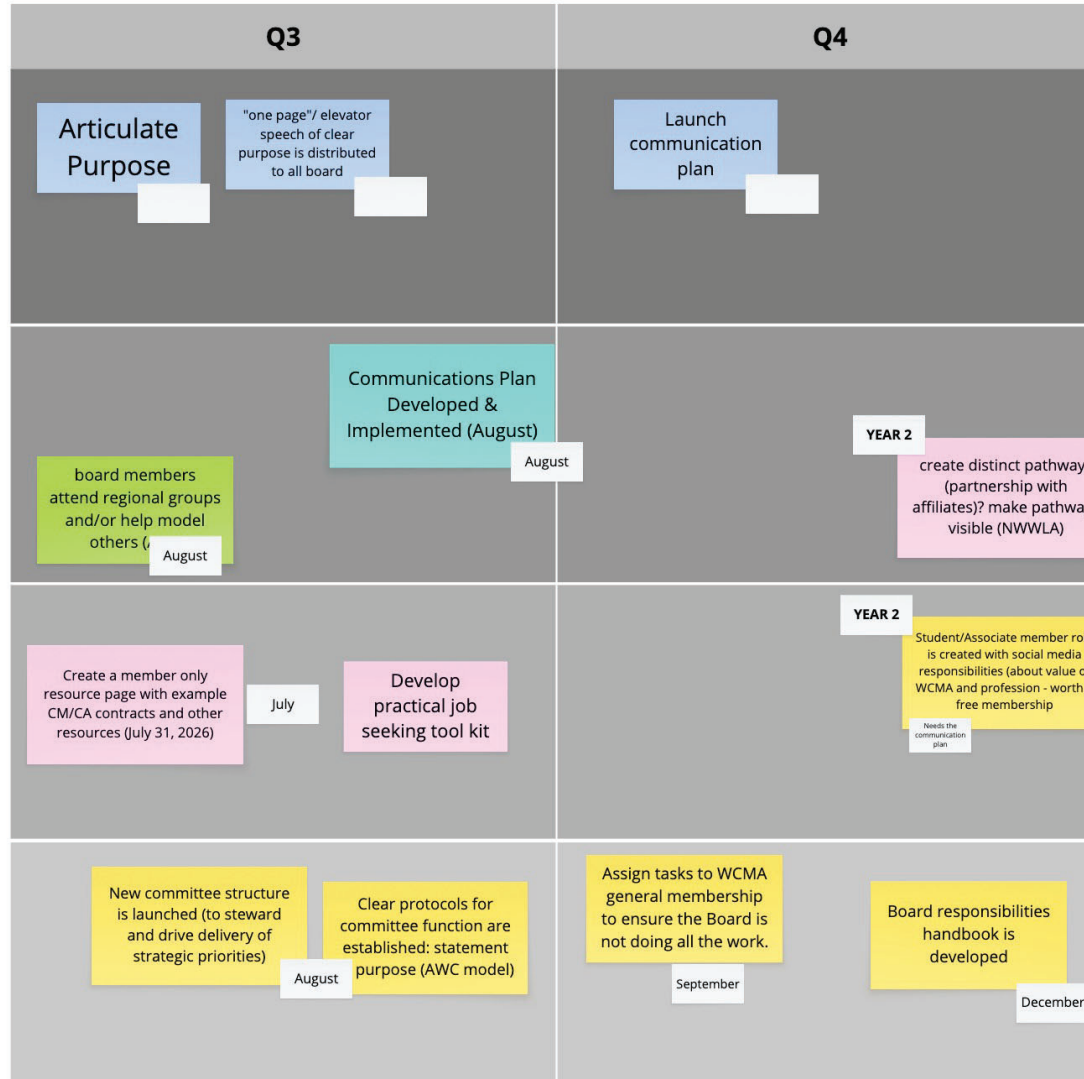 Q3
Q4
Articulate
Purpose
"one page"/ elevator
speech of clear
purpose is distributed
to all board
Launch
communication
plan
Communications Plan
Developed &
Implemented (August)
August
board members
attend regional groups
and/or help model
others
August
YEAR 2
create distinct pathway
(partnership with
affiliates)? make
visible (NWWLA)
Create a member only
resource page with example
CM/CA contracts and other
resources (July 31, 2026)
July
Develop
practical job
seeking tool kit
YEAR 2
Student/Associate member
is created with social media
responsibilities (about value
WCMA and profession - worth
free membership
Needs the
communication
plan
New committee structure
is launched (to steward
and drive delivery of
strategic priorities)
August
Clear protocols for
committee function are
established: statement
purpose (AWC model)
Assign tasks to WCMA
general membership
to ensure the Board is
not doing all the work.
September
Board responsibilities
handbook is
developed
December